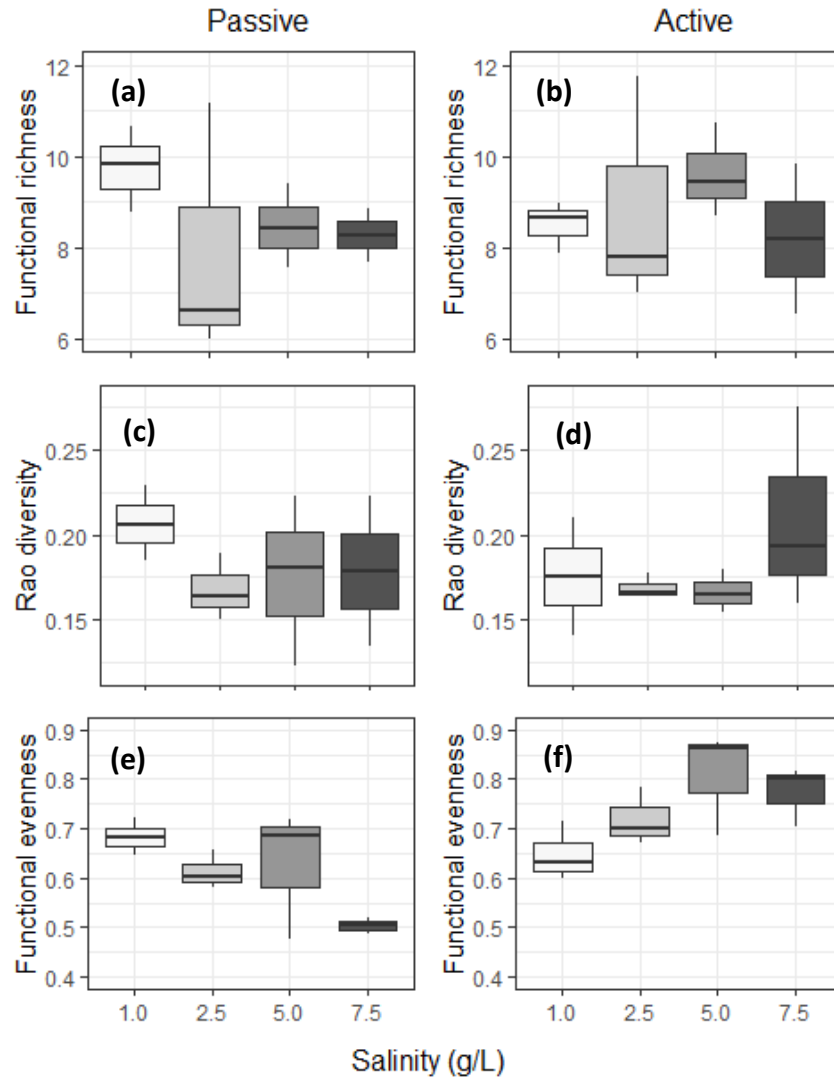 Passive Active
(a) (b)
Functional richness
12
10
8
6
Functional richness
12
10
8
6
(c) (d)
Rao diversity
0.25
0.20
0.15
Rao diversity
0.25
0.20
0.15
(e) (f)
Functional evenness
0.9
0.8
0.7
0.6
0.5
0.4
Functional evenness
0.9
0.8
0.7
0.6
0.5
0.4
1.0 2.5 5.0 7.5 1.0 2.5 5.0 7.5
Salinity (g/L)